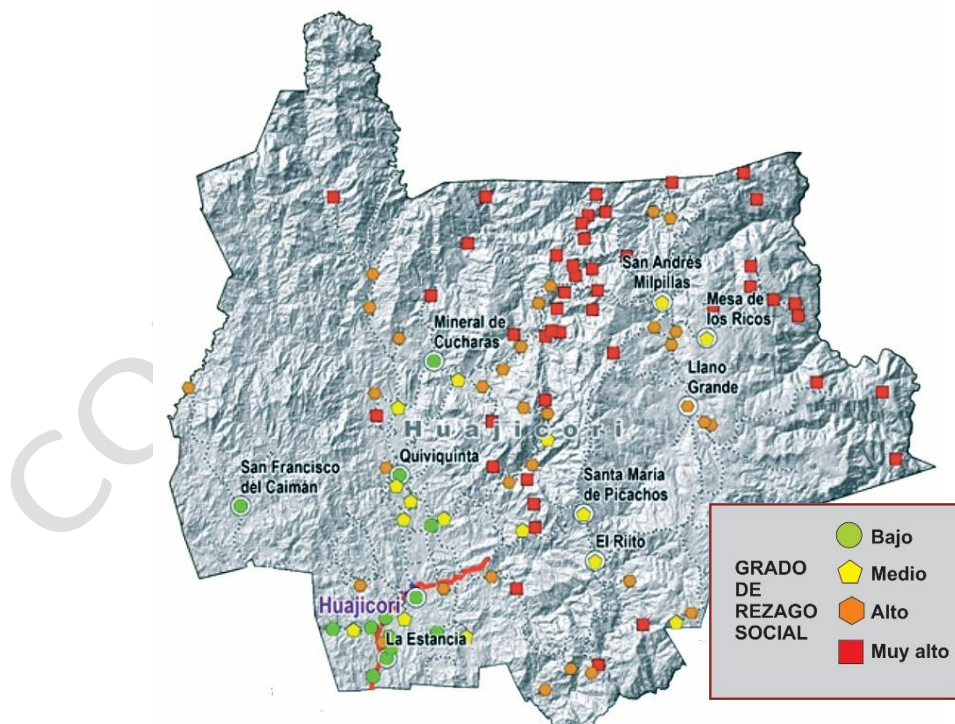 San Andrés
Milpillas
Mesa de
los Ricos
Mineral de
Cucharas
Llano
Grande
Huajicori
Quiviquinta
San Francisco
del Caimán
Santa María
de Picachos
El Riito
Huajicori
La Estancia
GRADO
DE
REZAGO
SOCIAL
Bajo
Medio
Alto
Muy alto